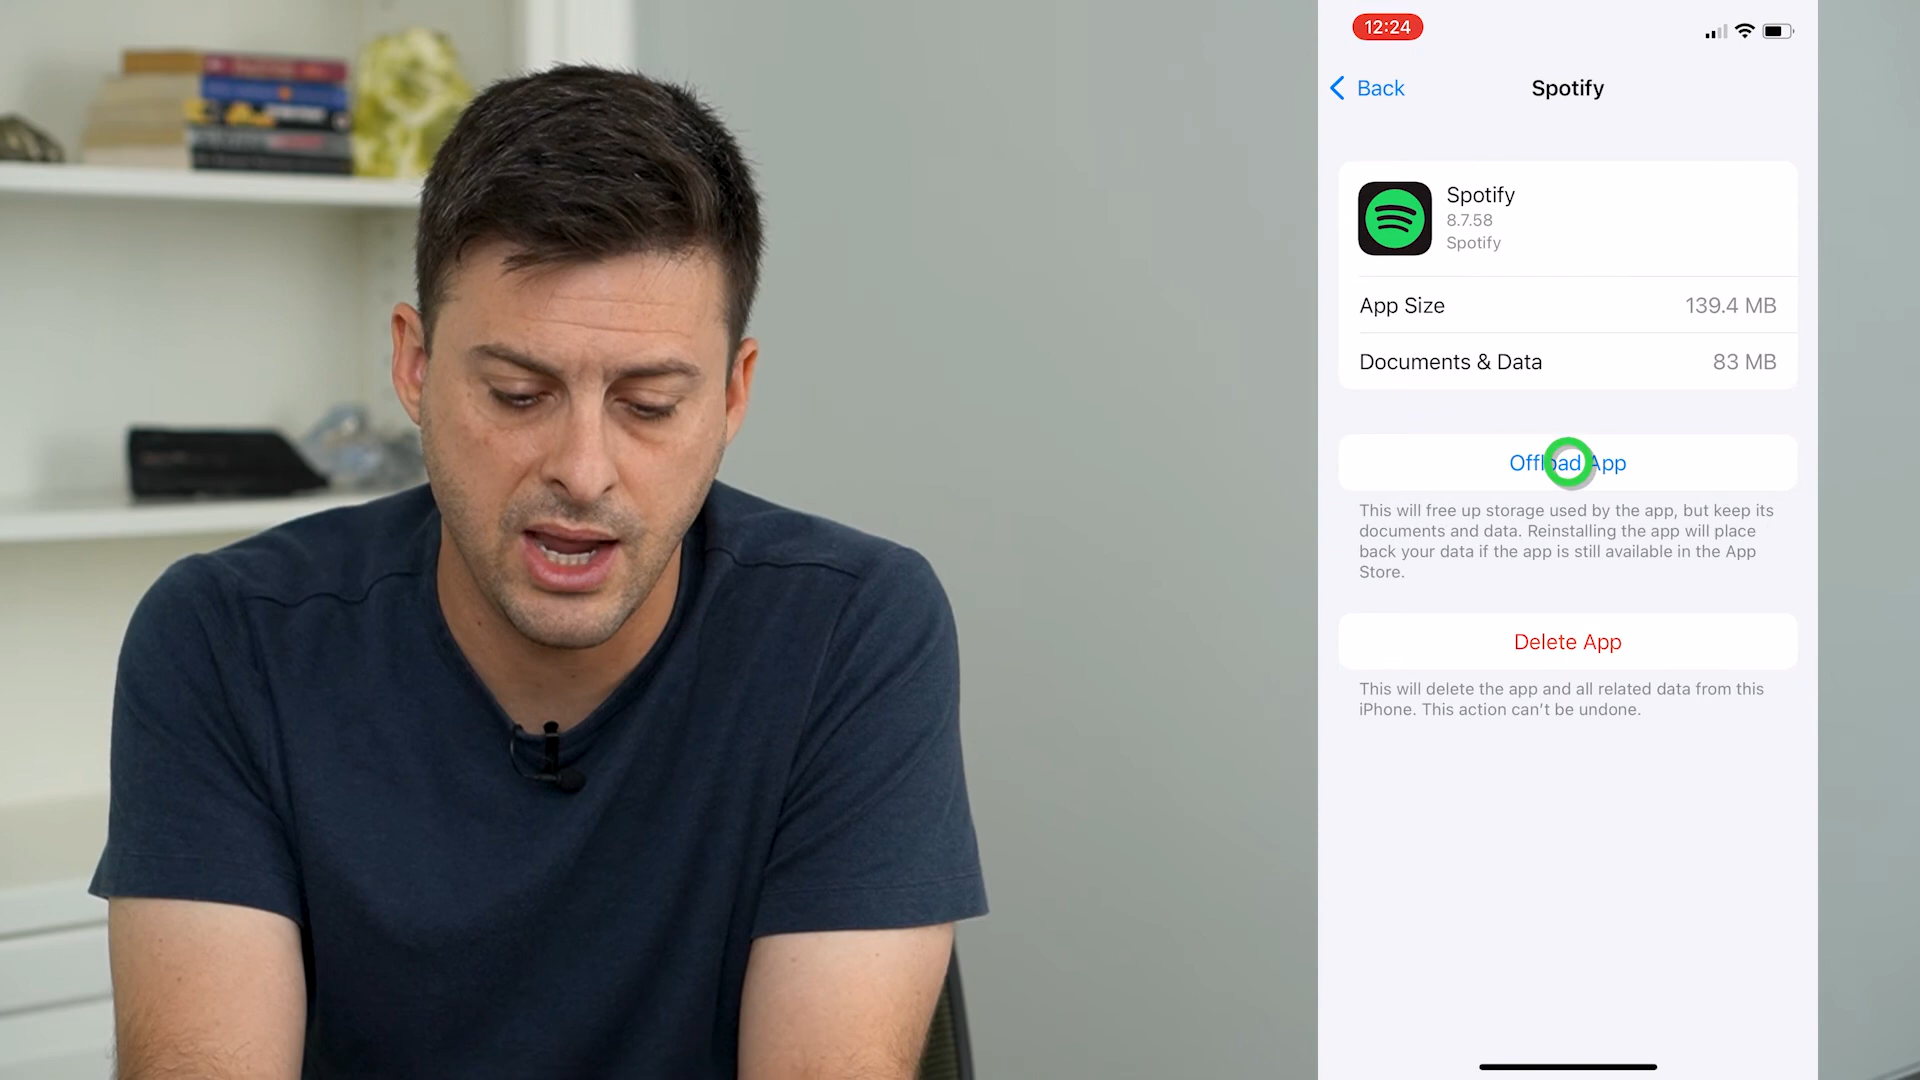 12:24
Back
Spotify
Spotify
8.7.58
Spotify
App Size 139.4 MB
Documents & Data 83 MB
Offload App
This will free up storage used by the app, but keep its
documents and data. Reinstalling the app will place
back your data if the app is still available in the App
Store.
Delete App
This will delete the app and all related data from this
iPhone. This action can't be undone.